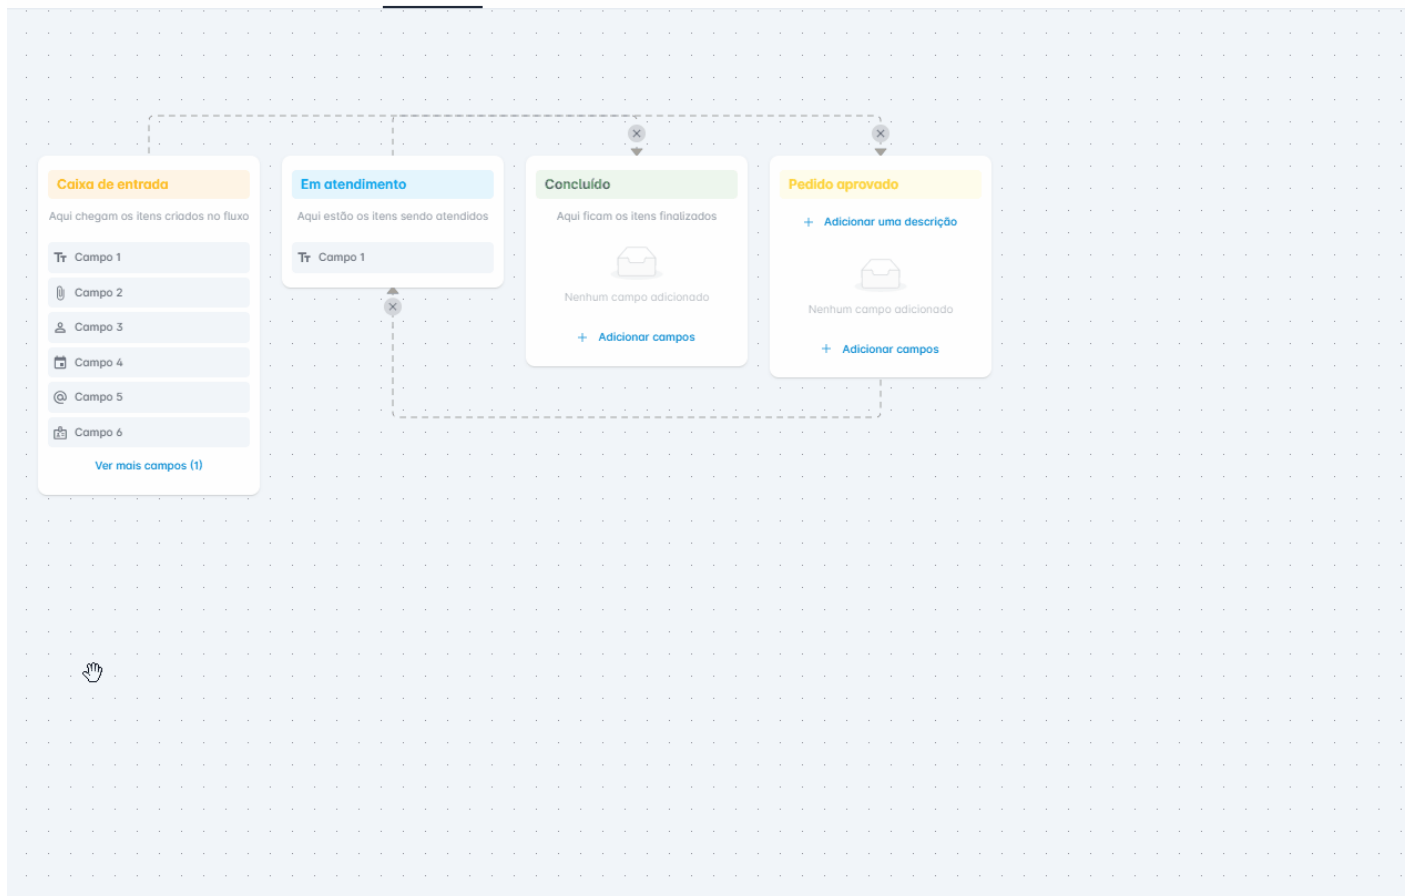 Caixa de entrada
Aqui chegam os itens criados no fluxo
Campo 1
Campo 2
Campo 3
Campo 4
Campo 5
Campo 6
Ver mais campos (1)
Em atendimento
Aqui estão os itens sendo atendidos
Campo 1
Concluído
Aqui ficam os itens finalizados
Nenhum campo adicionado
+ Adicionar campos
Pedido aprovado
+ Adicionar uma descrição
Nenhum campo adicionado
+ Adicionar campos